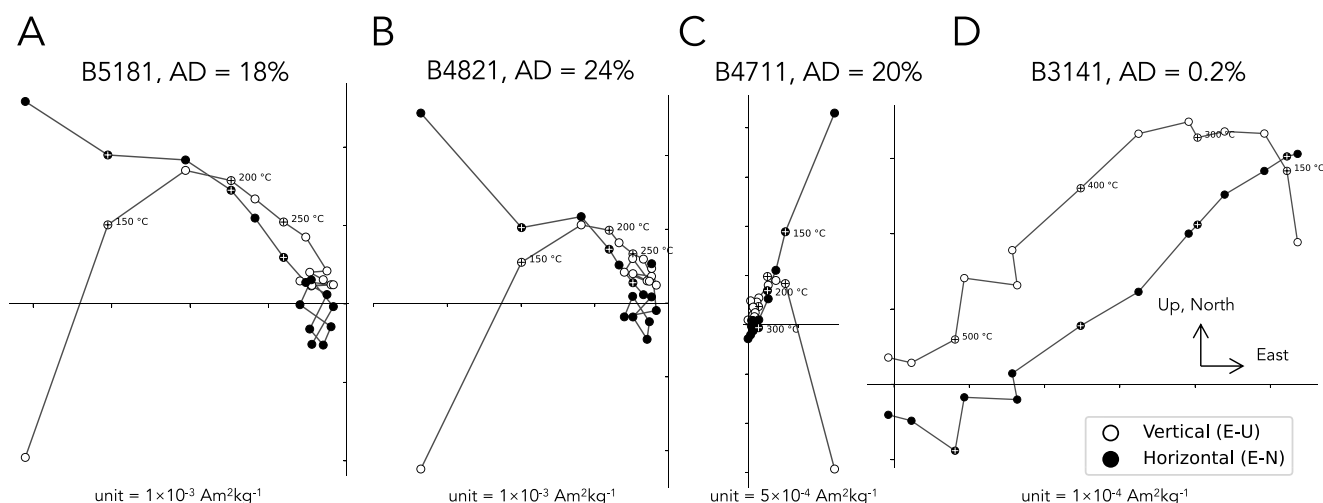 A
B5181, AD = 18%
150 °C
200 °C
250 °C
unit = 1×10⁻³ Am²kg⁻¹
B
B4821, AD = 24%
150 °C
200 °C
250 °C
unit = 1×10⁻³ Am²kg⁻¹
C
B4711, AD = 20%
150 °C
200 °C
300 °C
unit = 5×10⁻⁴ Am²kg⁻¹
D
B3141, AD = 0.2%
300 °C
150 °C
400 °C
500 °C
Up, North
East
Vertical (E-U)
Horizontal (E-N)
unit = 1×10⁻⁴ Am²kg⁻¹